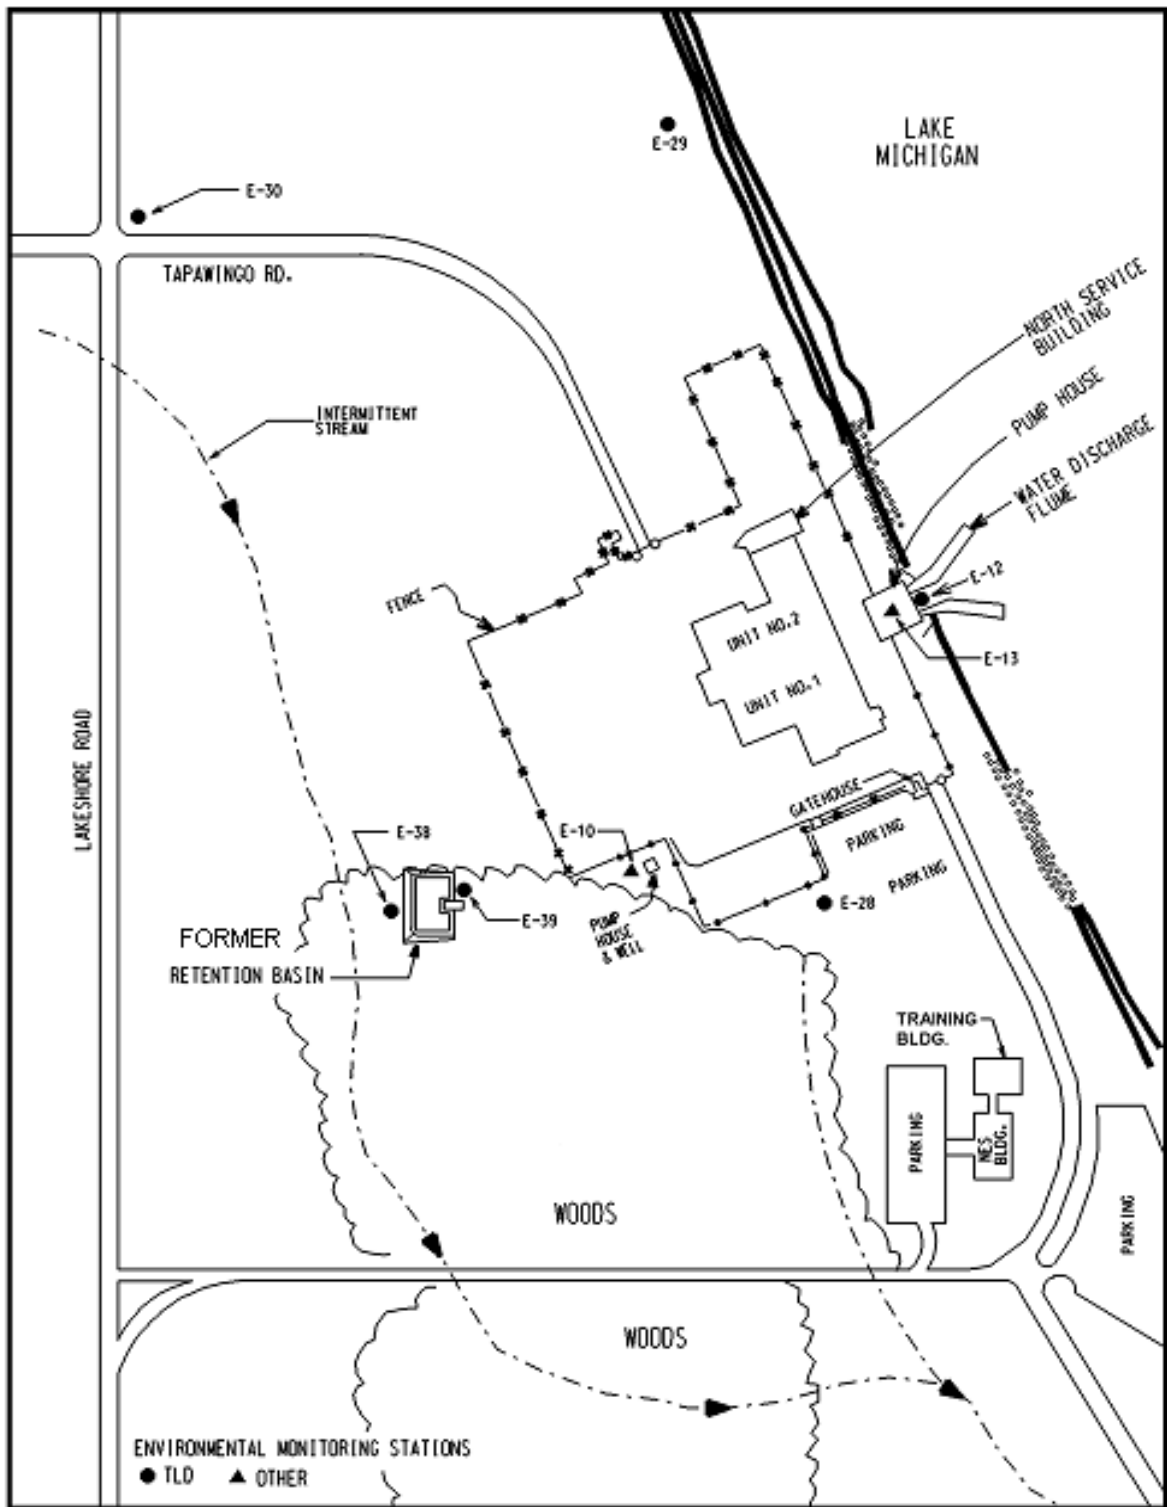 LAKE
MICHIGAN
E-29
E-30
TAPAWINGO RD.
NORTH SERVICE
BUILDING
PUMP HOUSE
WATER DISCHARGE
FLUME
INTERMITTENT
STREAM
E-12
FENCE
UNIT NO.2
E-13
UNIT NO.1
LAKESHORE ROAD
GATEHOUSE
E-38
E-10
PARKING
PARKING
E-39
E-28
PUMP
HOUSE
& WELL
FORMER
RETENTION BASIN
TRAINING
BLDG.
PARKING
NES
BLDG.
WOODS
PARKING
WOODS
ENVIRONMENTAL MONITORING STATIONS
TLD
OTHER